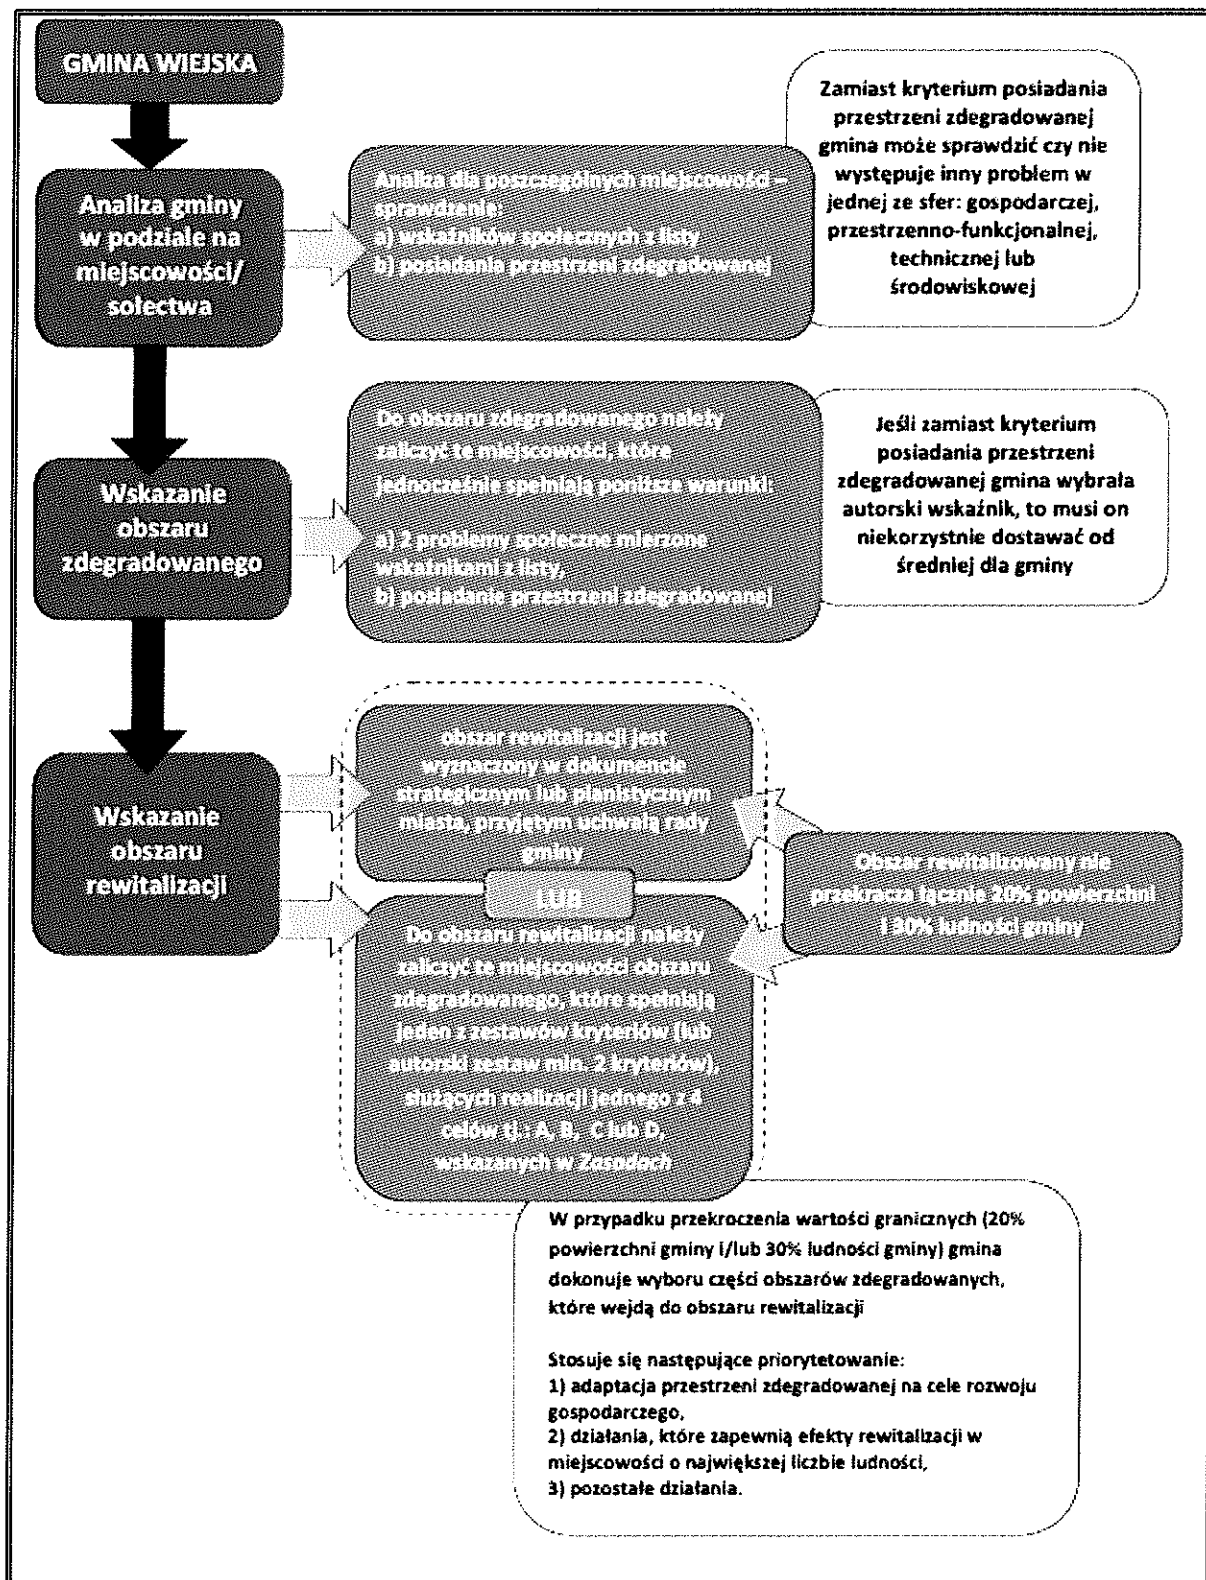 GMINA WIEJSKA
Zamiast kryterium posiadania
przestrzeni zdegradowanej
gmina może sprawdzić czy nie
występuje inny problem w
jednej ze sfer: gospodarczej,
przestrzenno-funkcjonalnej,
technicznej lub
środowiskowej
Analiza gminy
w podziale na
miejscowości/
sołectwa
Analiza dla poszczególnych miejscowości –
sprawdzenie:
a) wskaźników społecznych z listy
b) posiadania przestrzeni zdegradowanej
Wskazanie
obszaru
zdegradowanego
Do obszaru zdegradowanego należy
zaliczyć te miejscowości, które
jednocześnie spełniają poniższe warunki:
a) 2 problemy społeczne mierzone
wskaźnikami z listy,
b) posiadanie przestrzeni zdegradowanej
Jeśli zamiast kryterium
posiadania przestrzeni
zdegradowanej gmina wybrała
autorski wskaźnik, to musi on
niekorzystnie dostawać od
średniej dla gminy
Wskazanie
obszaru
rewitalizacji
obszar rewitalizacji jest
wyznaczony w dokumencie
strategicznym lub planistycznym
miasta, przyjętym uchwałą rady
gminy
LUB
Do obszaru rewitalizacji należy
zaliczyć te miejscowości obszaru
zdegradowanego, które spełniają
jeden z zestawów kryteriów (lub
autorski zestaw min. 2 kryteriów),
służących realizacji jednego z 4
celów tj.: A, B, C lub D,
wskazanych w Zasadach
Obszar rewitalizowany nie
przekracza łącznie 20% powierzchni
i 30% ludności gminy
W przypadku przekroczenia wartości granicznych (20%
powierzchni gminy i/lub 30% ludności gminy) gmina
dokonuje wyboru części obszarów zdegradowanych,
które wejdą do obszaru rewitalizacji
Stosuje się następujące priorytetowanie:
1) adaptacja przestrzeni zdegradowanej na cele rozwoju
gospodarczego,
2) działania, które zapewnią efekty rewitalizacji w
miejscowości o największej liczbie ludności,
3) pozostałe działania.